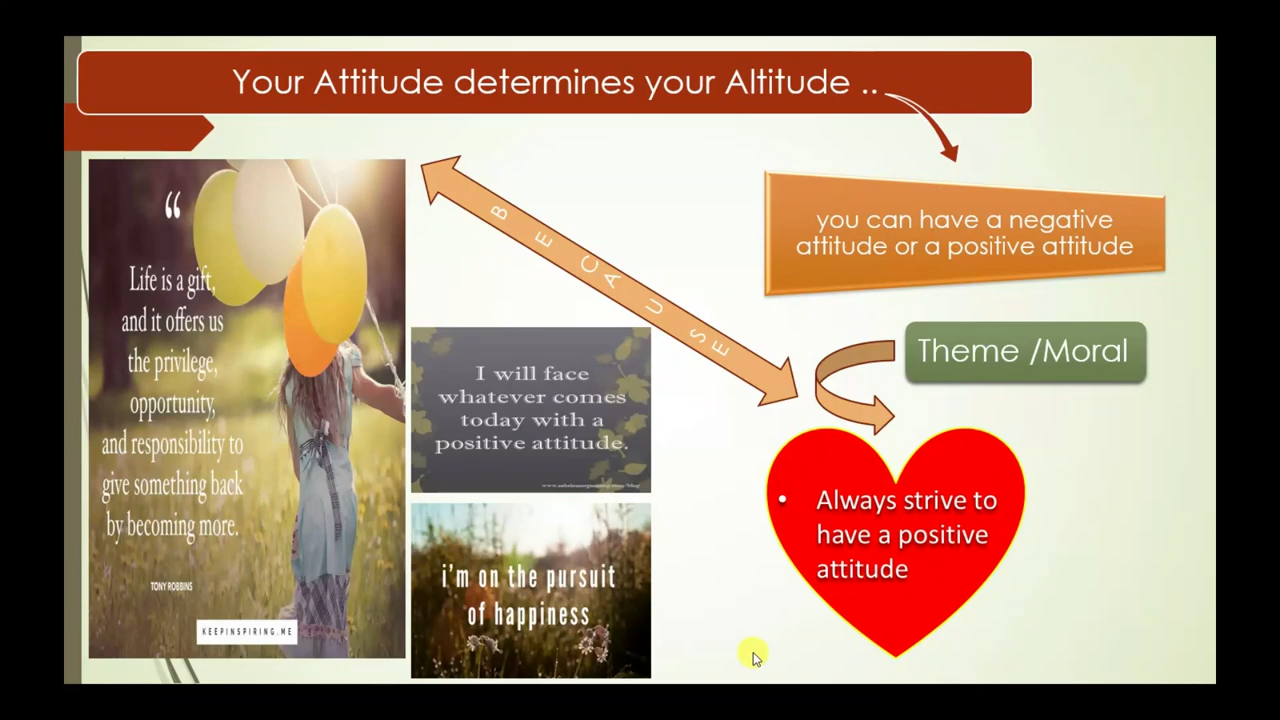 Your Attitude determines your Altitude ..
you can have a negative
attitude or a positive attitude
“
Life is a gift,
and it offers us
the privilege,
opportunity,
and responsibility to
give something back
by becoming more.
TONY ROBBINS
KEEPINSPIRING.ME
BECAUSE
I will face
whatever comes
today with a
positive attitude.
i'm on the pursuit
of happiness
Theme /Moral
• Always strive to
have a positive
attitude